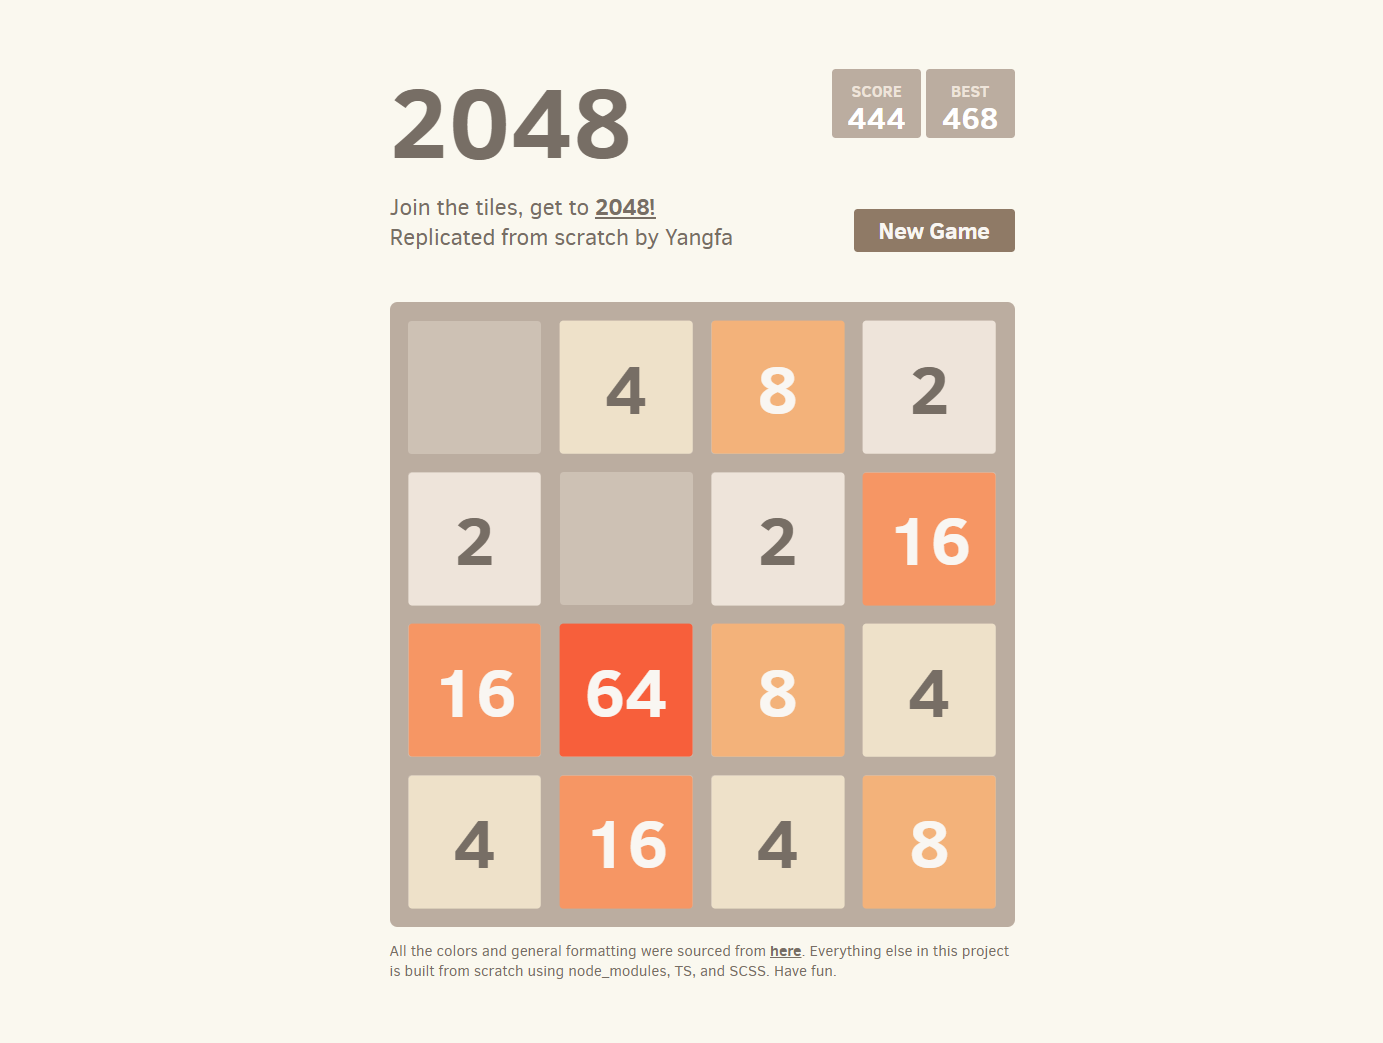 2048
SCORE
444
BEST
468
Join the tiles, get to 2048!
Replicated from scratch by Yangfa
New Game
4 8 2
2 2 16
16 64 8 4
4 16 4 8
All the colors and general formatting were sourced from here. Everything else in this project
is built from scratch using node_modules, TS, and SCSS. Have fun.